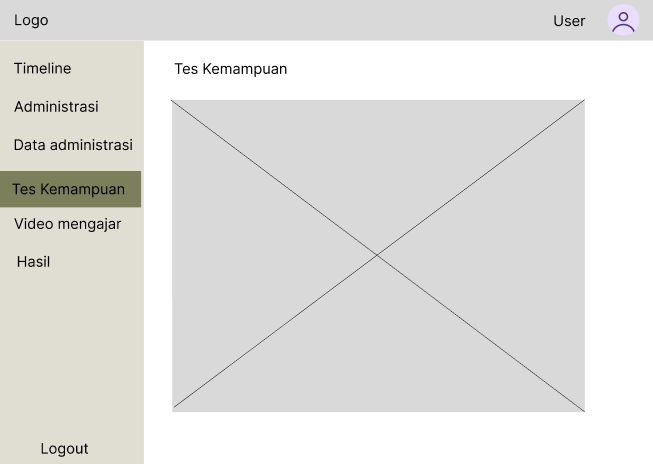 Logo
User
Timeline
Administrasi
Data administrasi
Tes Kemampuan
Video mengajar
Hasil
Logout
Tes Kemampuan